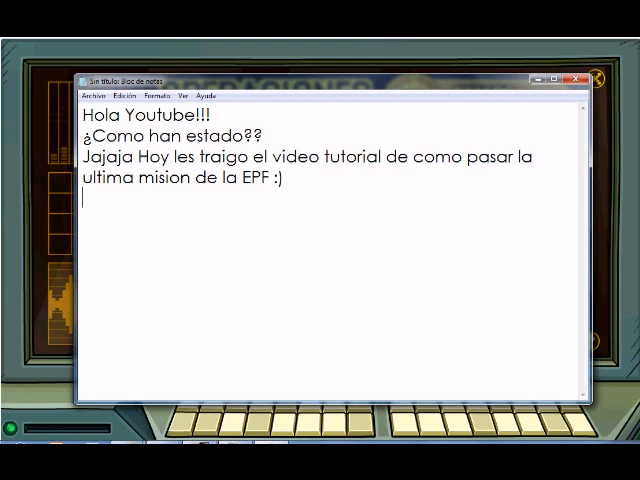 OPERACIONES
Sin título: Bloc de notas
Archivo Edición Formato Ver Ayuda
Hola Youtube!!!
¿Como han estado??
Jajaja Hoy les traigo el video tutorial de como pasar la
ultima mision de la EPF :)